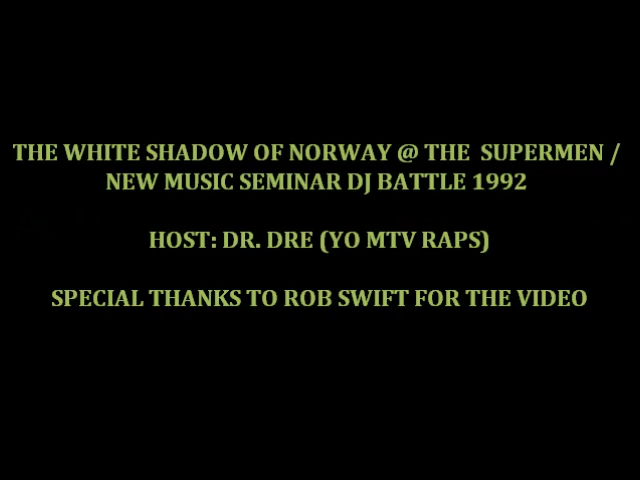 THE WHITE SHADOW OF NORWAY @ THE SUPERMEN /
NEW MUSIC SEMINAR DJ BATTLE 1992
HOST: DR. DRE (YO MTV RAPS)
SPECIAL THANKS TO ROB SWIFT FOR THE VIDEO